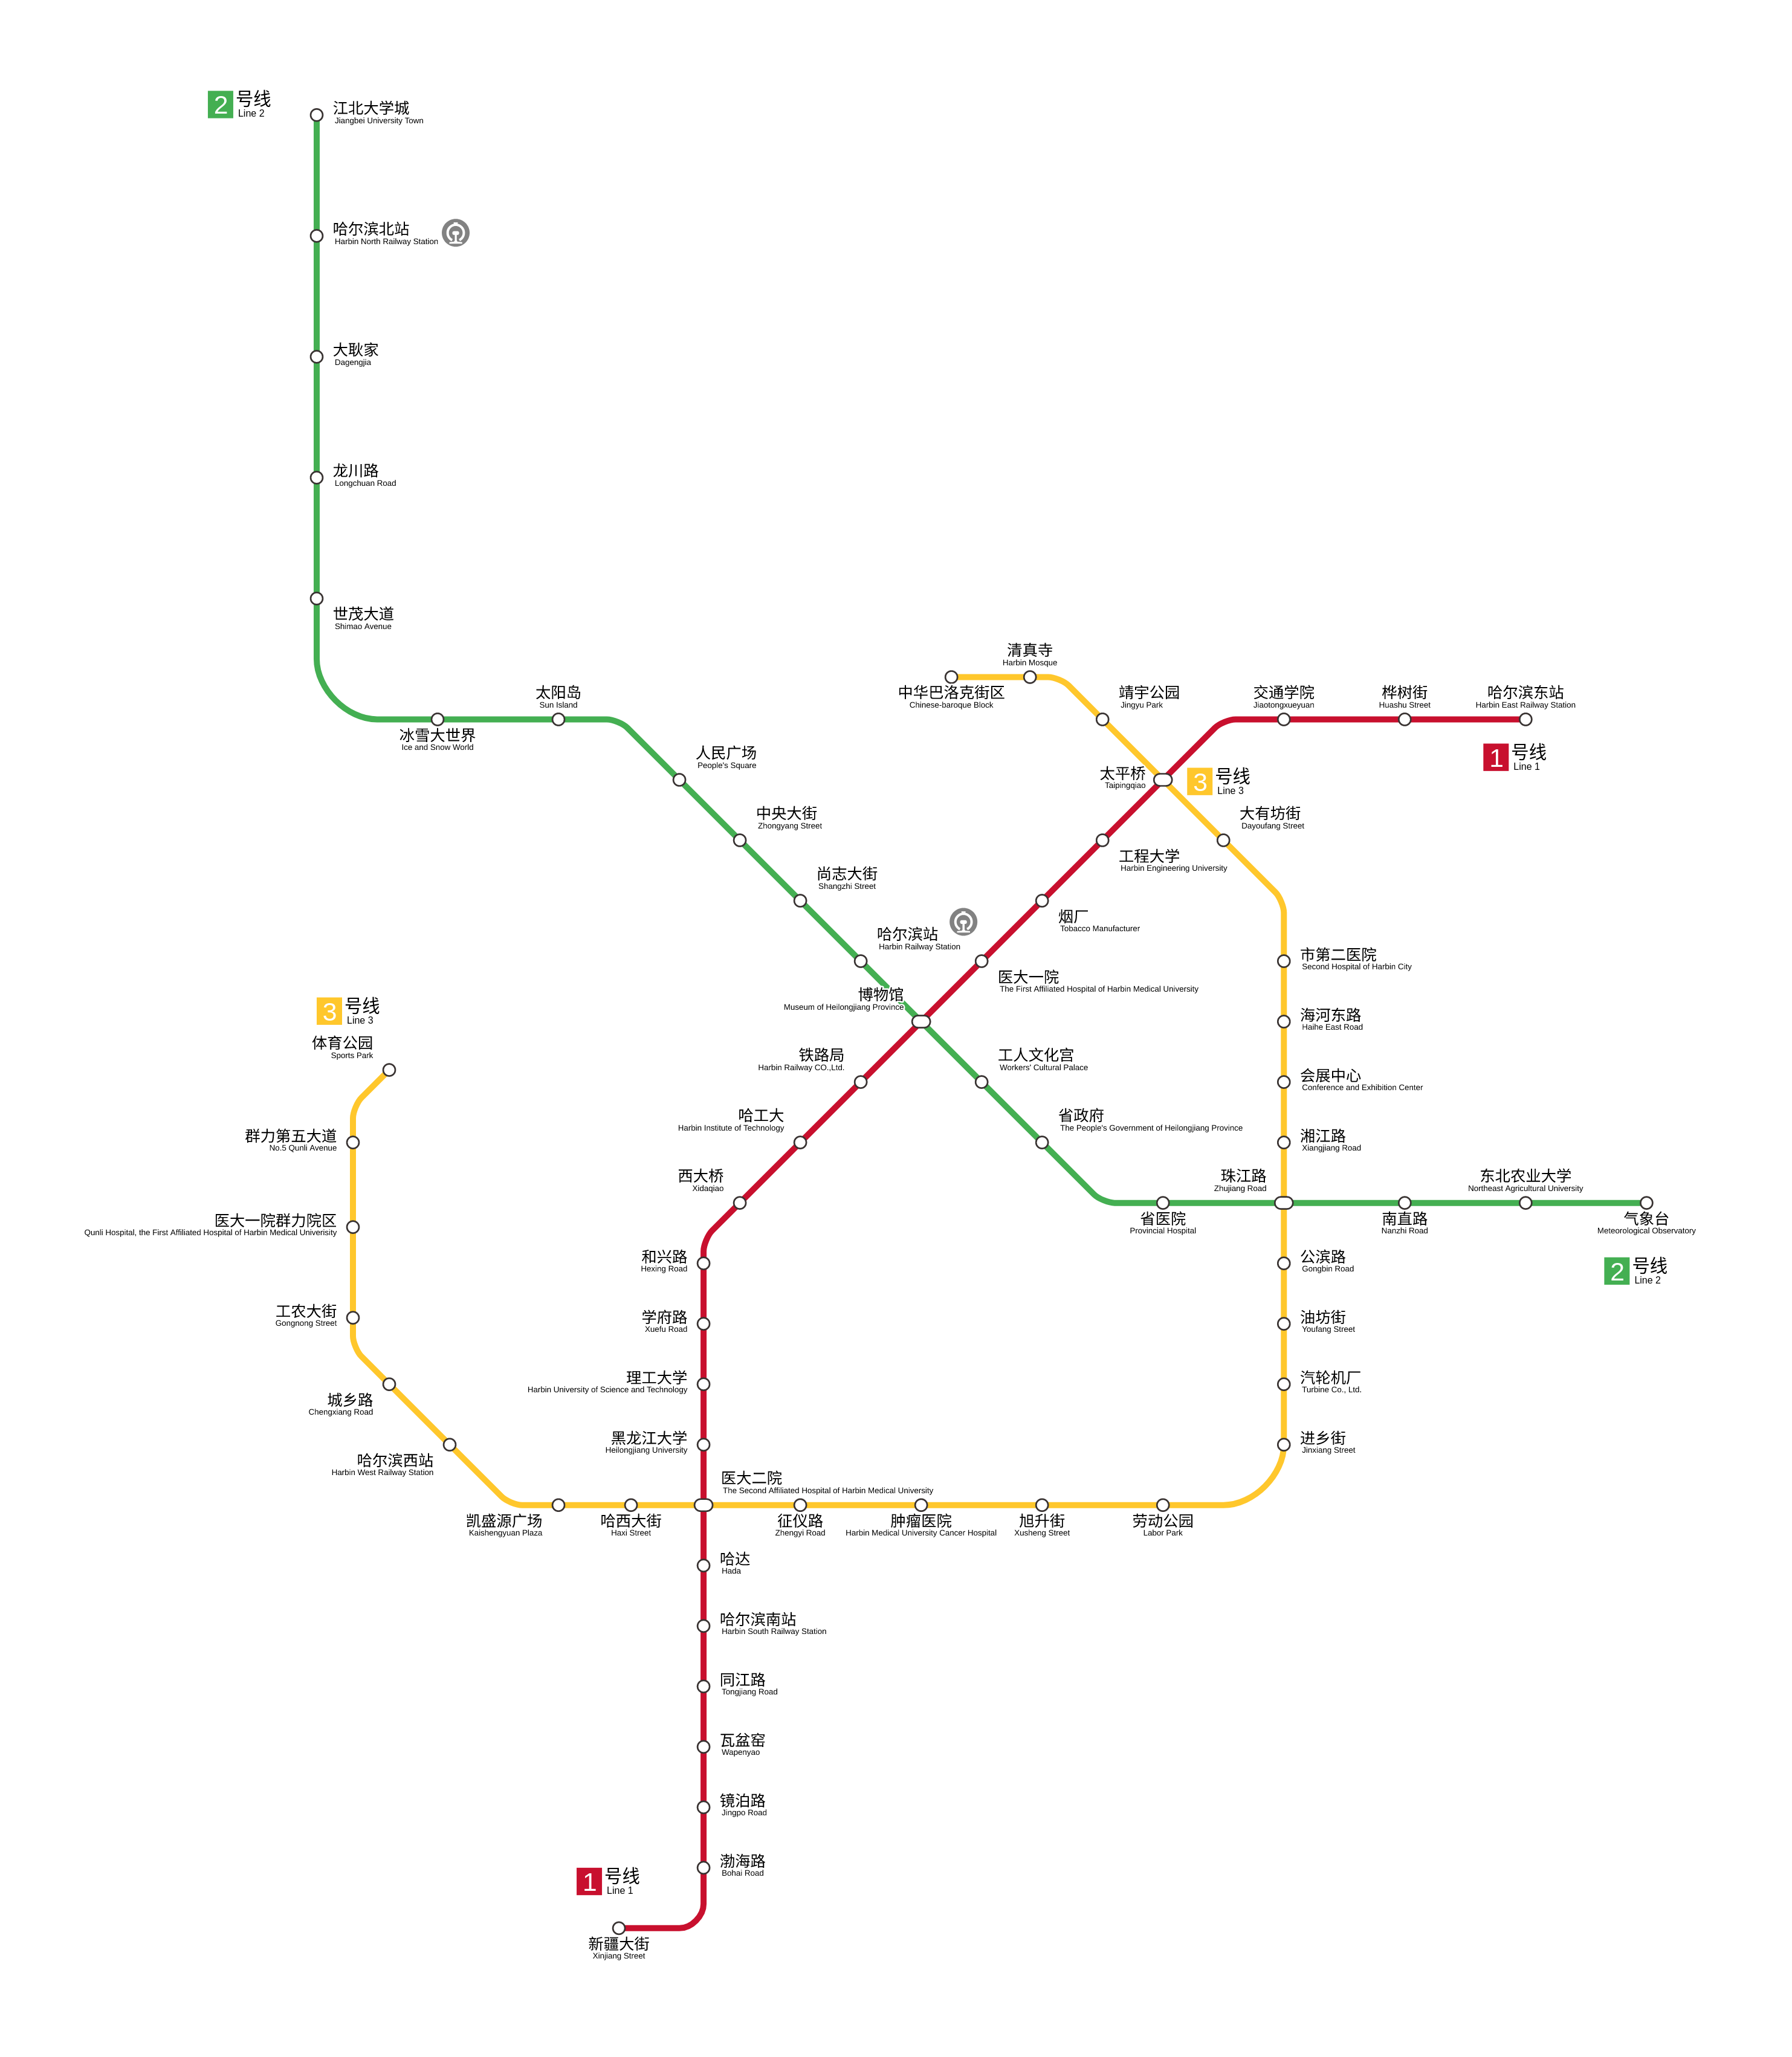 2 号线
Line 2
江北大学城
Jiangbei University Town
哈尔滨北站
Harbin North Railway Station
大耿家
Dagengjia
龙川路
Longchuan Road
世茂大道
Shimao Avenue
冰雪大世界
Ice and Snow World
太阳岛
Sun Island
人民广场
People's Square
中央大街
Zhongyang Street
尚志大街
Shangzhi Street
哈尔滨站
Harbin Railway Station
博物馆
Museum of Heilongjiang Province
工人文化宫
Workers' Cultural Palace
省政府
The People's Government of Heilongjiang Province
省医院
Provincial Hospital
珠江路
Zhujiang Road
南直路
Nanzhi Road
东北农业大学
Northeast Agricultural University
气象台
Meteorological Observatory
2 号线
Line 2
清真寺
Harbin Mosque
中华巴洛克街区
Chinese-baroque Block
靖宇公园
Jingyu Park
交通学院
Jiaotongxueyuan
桦树街
Huashu Street
哈尔滨东站
Harbin East Railway Station
1 号线
Line 1
太平桥
Taipingqiao
3 号线
Line 3
大有坊街
Dayoufang Street
工程大学
Harbin Engineering University
烟厂
Tobacco Manufacturer
医大一院
The First Affiliated Hospital of Harbin Medical University
市第二医院
Second Hospital of Harbin City
海河东路
Haihe East Road
会展中心
Conference and Exhibition Center
湘江路
Xiangjiang Road
公滨路
Gongbin Road
油坊街
Youfang Street
汽轮机厂
Turbine Co., Ltd.
进乡街
Jinxiang Street
铁路局
Harbin Railway CO.,Ltd.
哈工大
Harbin Institute of Technology
西大桥
Xidaqiao
和兴路
Hexing Road
学府路
Xuefu Road
理工大学
Harbin University of Science and Technology
黑龙江大学
Heilongjiang University
3 号线
Line 3
体育公园
Sports Park
群力第五大道
No.5 Qunli Avenue
医大一院群力院区
Qunli Hospital, the First Affiliated Hospital of Harbin Medical Univerisity
工农大街
Gongnong Street
城乡路
Chengxiang Road
哈尔滨西站
Harbin West Railway Station
凯盛源广场
Kaishengyuan Plaza
哈西大街
Haxi Street
医大二院
The Second Affiliated Hospital of Harbin Medical University
征仪路
Zhengyi Road
肿瘤医院
Harbin Medical University Cancer Hospital
旭升街
Xusheng Street
劳动公园
Labor Park
哈达
Hada
哈尔滨南站
Harbin South Railway Station
同江路
Tongjiang Road
瓦盆窑
Wapenyao
镜泊路
Jingpo Road
渤海路
Bohai Road
1 号线
Line 1
新疆大街
Xinjiang Street